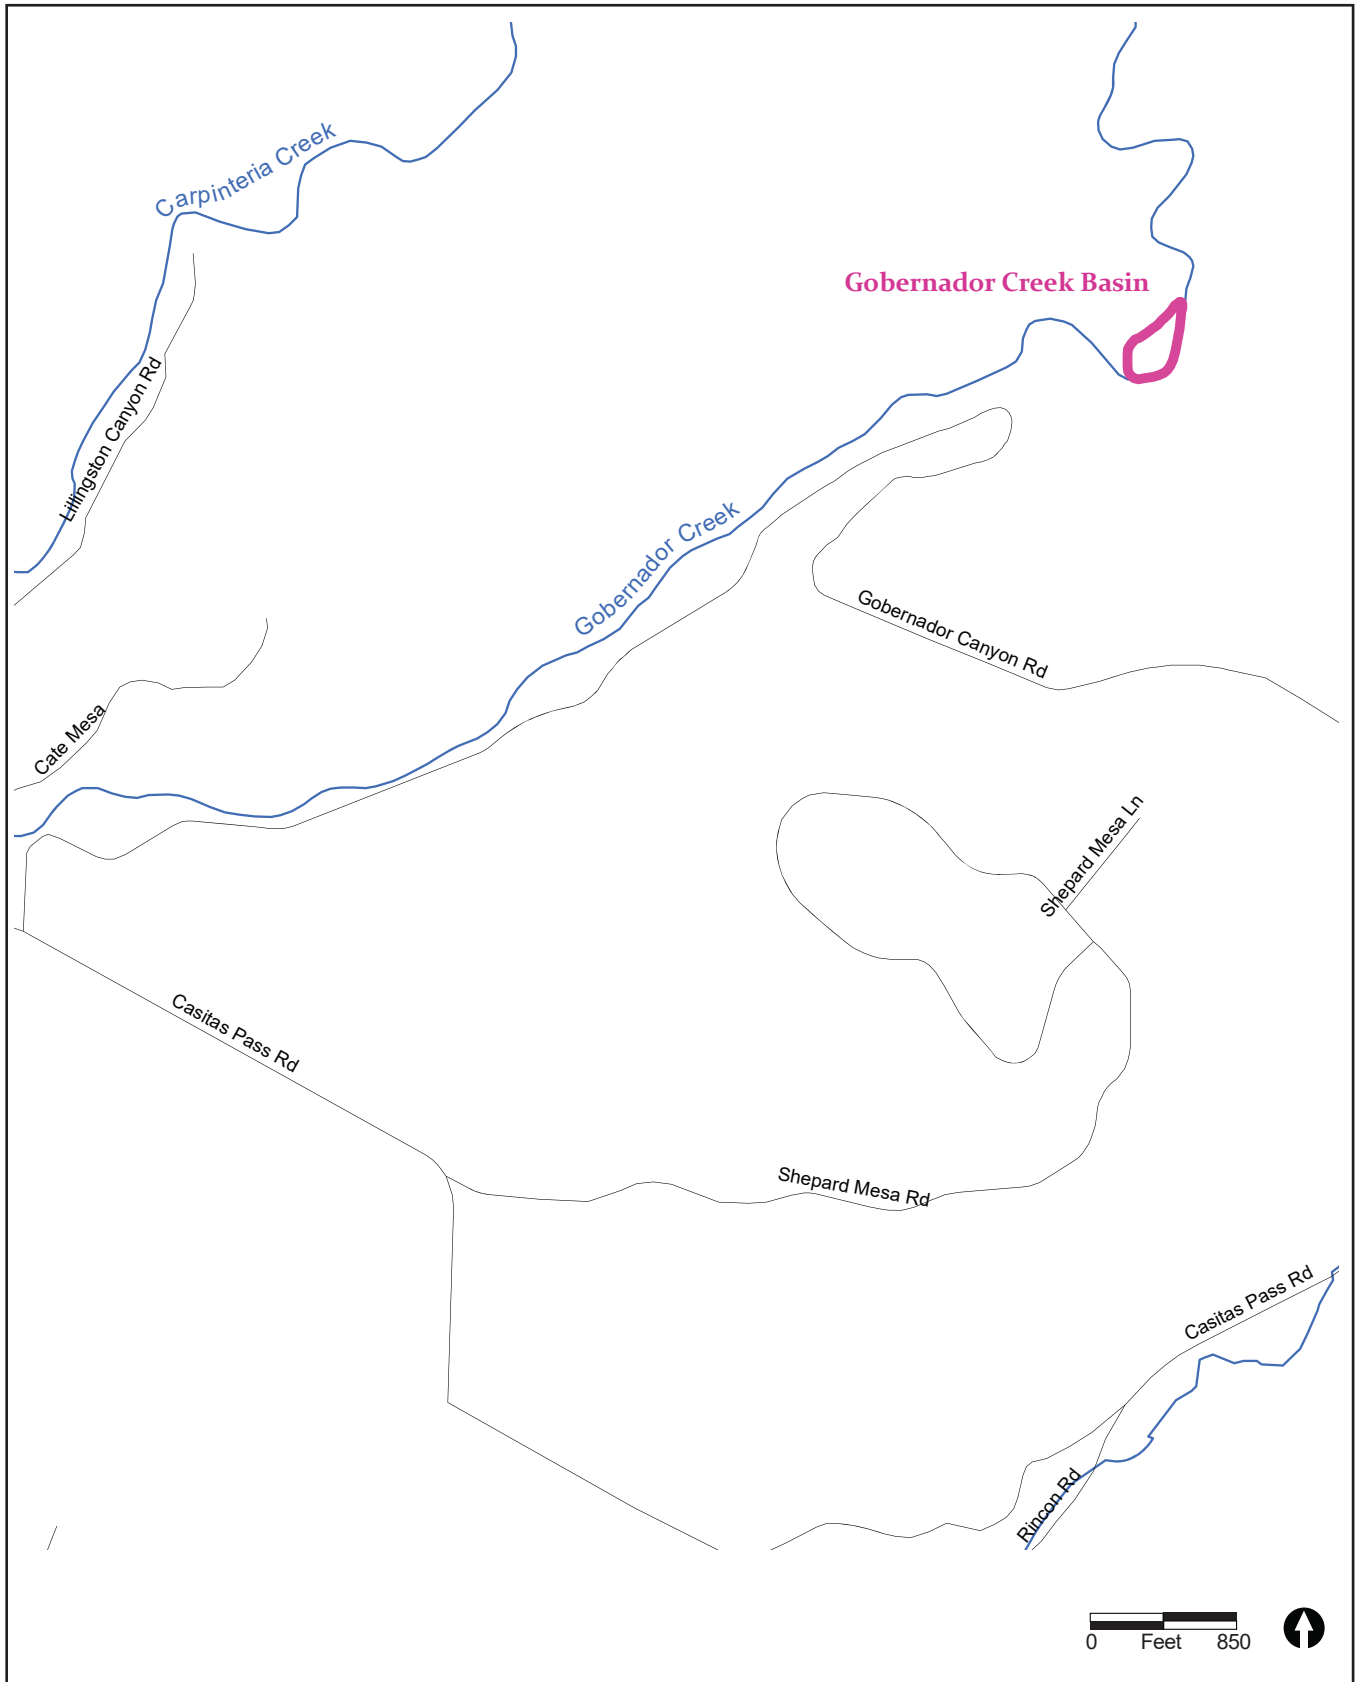 Carpinteria Creek
Gobernador Creek Basin
Lillingston Canyon Rd
Gobernador Creek
Gobernador Canyon Rd
Cate Mesa
Shepard Mesa Ln
Casitas Pass Rd
Shepard Mesa Rd
Casitas Pass Rd
Rincon Rd
0 Feet 850